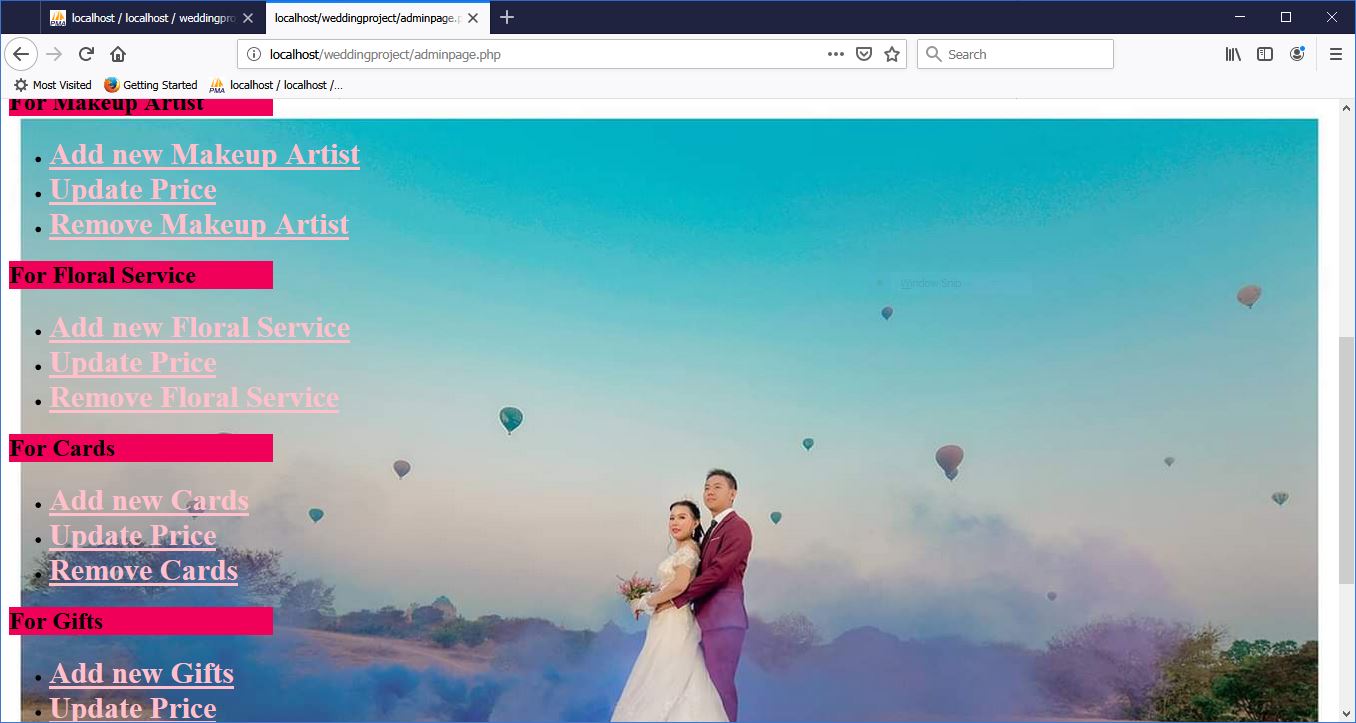 localhost / localhost / weddingpro
localhost/weddingproject/adminpage.p
localhost/weddingproject/adminpage.php
Search
Most Visited
Getting Started
PMA
localhost / localhost /...
For Makeup Artist
Add new Makeup Artist
Update Price
Remove Makeup Artist
For Floral Service
Window Snip
Add new Floral Service
Update Price
Remove Floral Service
For Cards
Add new Cards
Update Price
Remove Cards
For Gifts
Add new Gifts
Update Price